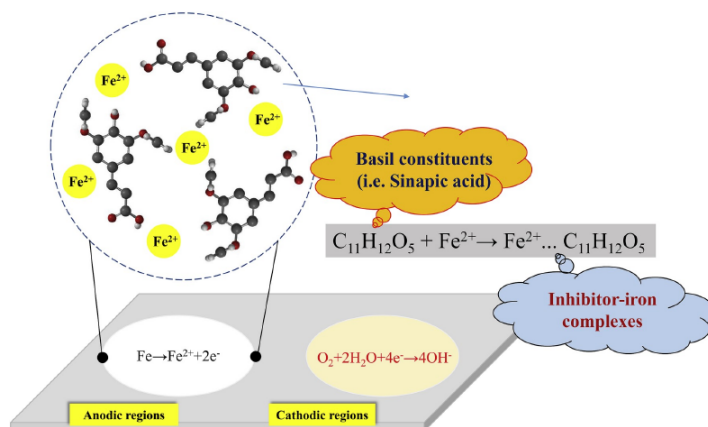 Fe²⁺
Fe²⁺
Fe²⁺
Fe²⁺
Fe²⁺
Basil constituents
(i.e. Sinapic acid)
C₁₁H₁₂O₅ + Fe²⁺→ Fe²⁺... C₁₁H₁₂O₅
Inhibitor-iron
complexes
Fe→Fe²⁺+2e⁻
O₂+2H₂O+4e⁻→4OH⁻
Anodic regions
Cathodic regions